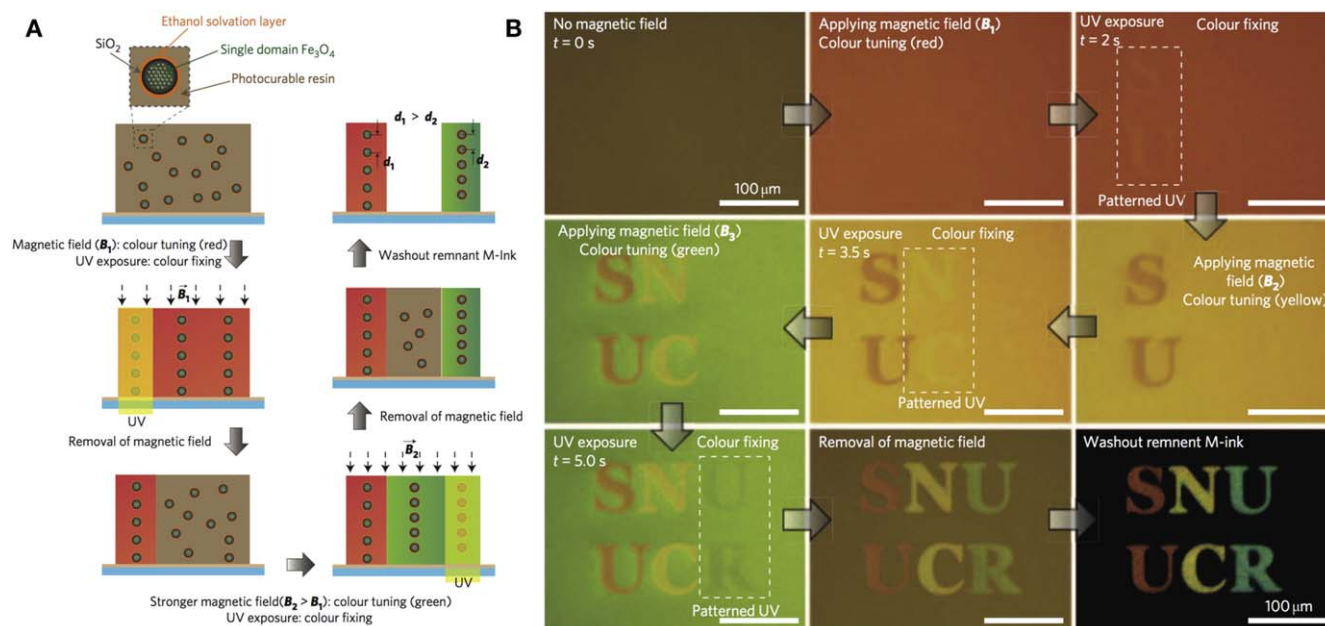 A
Ethanol solvation layer
SiO₂
Single domain Fe₃O₄
Photocurable resin
d₁ > d₂
d₁
d₂
Magnetic field (B₁): colour tuning (red)
UV exposure: colour fixing
Washout remnant M-Ink
B₁
UV
Removal of magnetic field
Removal of magnetic field
B₂
UV
Stronger magnetic field(B₂ > B₁): colour tuning (green)
UV exposure: colour fixing
B
No magnetic field
t = 0 s
100 μm
Applying magnetic field (B₁)
Colour tuning (red)
UV exposure
t = 2 s
Colour fixing
S
U
Patterned UV
Applying magnetic field (B₃)
Colour tuning (green)
SN
UC
UV exposure
t = 3.5 s
Colour fixing
SN
UC
Patterned UV
Applying magnetic
field (B₂)
Colour tuning (yellow)
S
U
UV exposure
t = 5.0 s
Colour fixing
SNU
UCR
Patterned UV
Removal of magnetic field
SNU
UCR
Washout remnent M-ink
SNU
UCR
100 μm